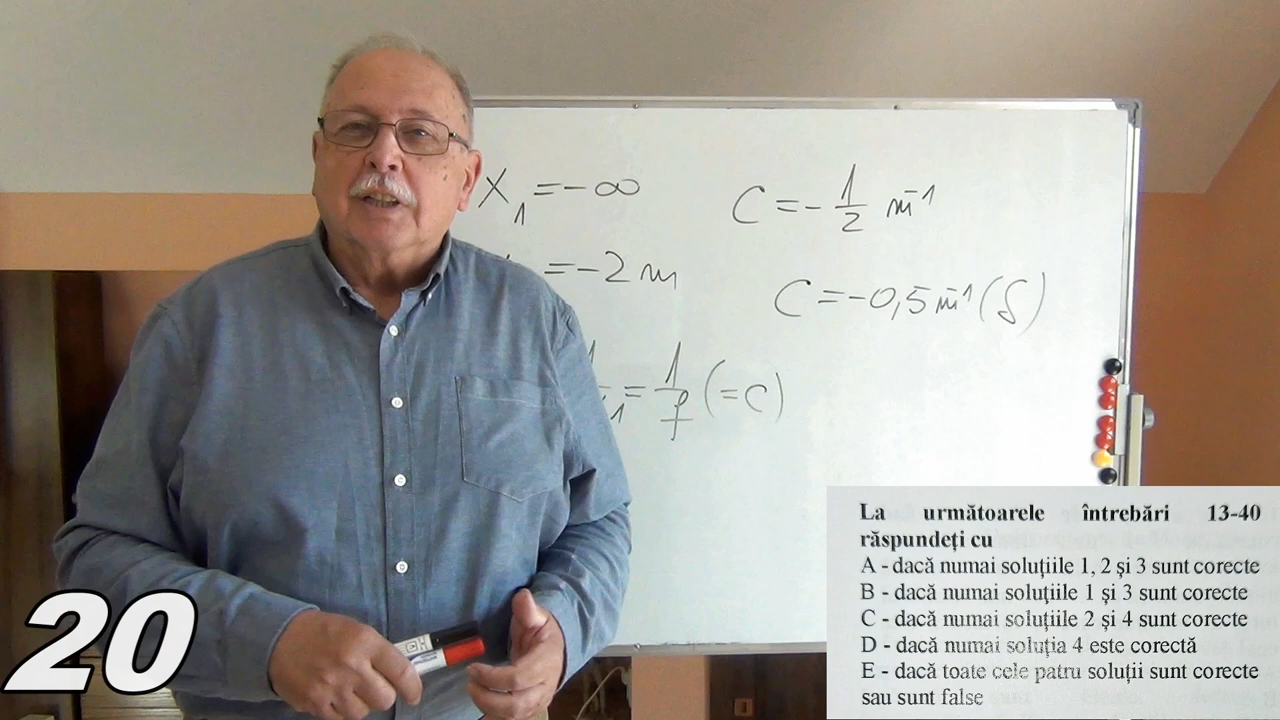 X₁ = -∞
= -2 m
₁ = 1/f (= C)
C = - 1/2 m⁻¹
C = -0,5 m⁻¹ (δ)
La următoarele întrebări 13-40
răspundeți cu
A - dacă numai soluțiile 1, 2 și 3 sunt corecte
B - dacă numai soluțiile 1 și 3 sunt corecte
C - dacă numai soluțiile 2 și 4 sunt corecte
D - dacă numai soluția 4 este corectă
E - dacă toate cele patru soluții sunt corecte
sau sunt false
20